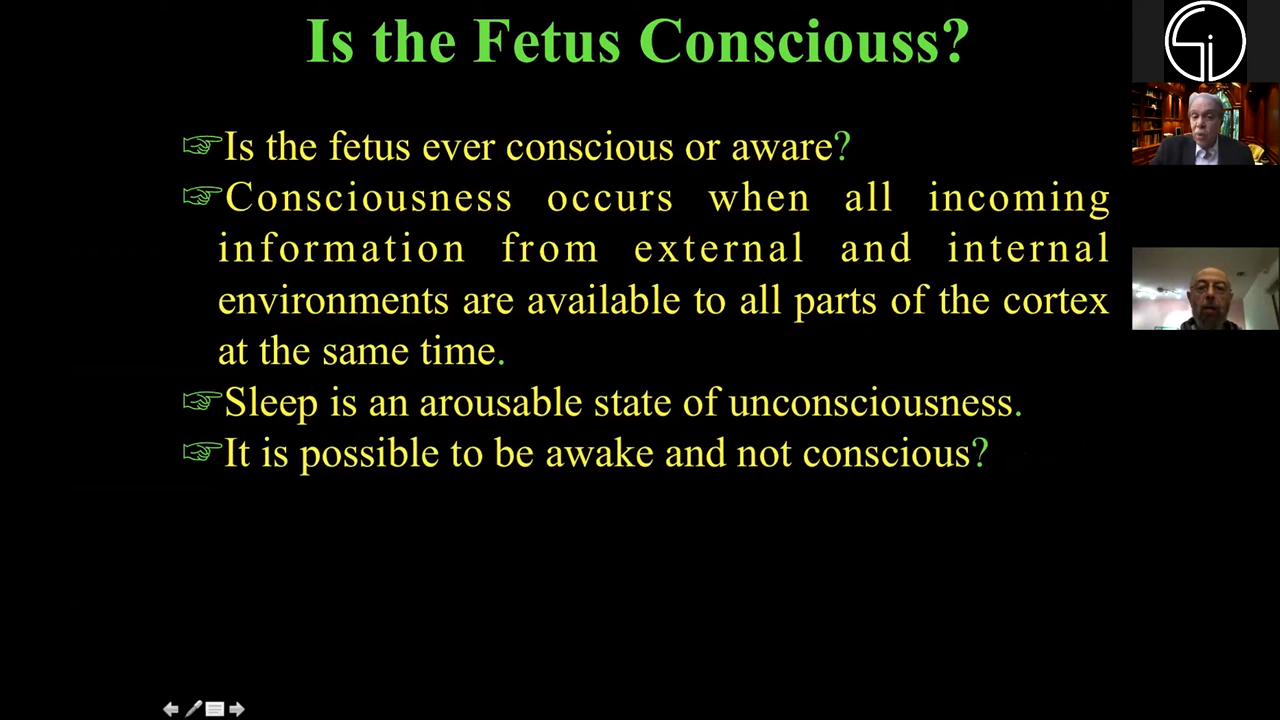 Is the Fetus Consciouss?
☞Is the fetus ever conscious or aware?
☞Consciousness occurs when all incoming
information from external and internal
environments are available to all parts of the cortex
at the same time.
☞Sleep is an arousable state of unconsciousness.
☞It is possible to be awake and not conscious?